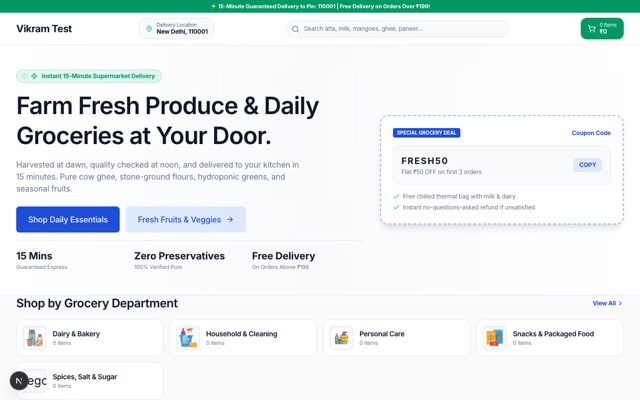 ⚡ 15-Minute Guaranteed Delivery to Pin: 110001 | Free Delivery on Orders Over ₹199!
Vikram Test
Delivery Location
New Delhi, 110001
Search atta, milk, mangoes, ghee, paneer...
0 Items
₹0
Instant 15-Minute Supermarket Delivery
Farm Fresh Produce & Daily
Groceries at Your Door.
Harvested at dawn, quality checked at noon, and delivered to your kitchen in
15 minutes. Pure cow ghee, stone-ground flours, hydroponic greens, and
seasonal fruits.
Shop Daily Essentials
Fresh Fruits & Veggies →
15 Mins
Guaranteed Express
Zero Preservatives
100% Verified Pure
Free Delivery
On Orders Above ₹199
SPECIAL GROCERY DEAL
Coupon Code
FRESH50
Flat ₹50 OFF on first 3 orders
COPY
Free chilled thermal bag with milk & dairy
Instant no-questions-asked refund if unsatisfied
Shop by Grocery Department
View All
Dairy & Bakery
0 items
Household & Cleaning
0 items
Personal Care
0 items
Snacks & Packaged Food
0 items
N
Spices, Salt & Sugar
0 items